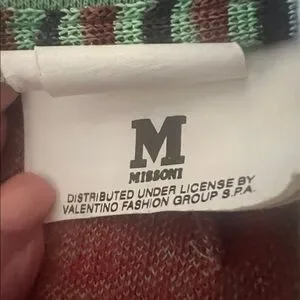 M
MISSONI
DISTRIBUTED UNDER LICENSE BY
VALENTINO FASHION GROUP S.P.A.